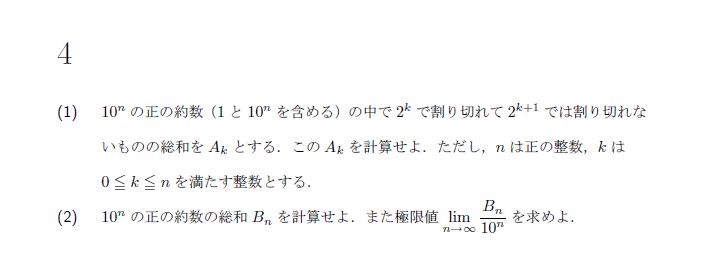 4
(1) 10^n の正の約数（1 と 10^n を含める）の中で 2^k で割り切れて 2^{k+1} では割り切れな
いものの総和を A_k とする．この A_k を計算せよ．ただし，n は正の整数，k は
0 ≦ k ≦ n を満たす整数とする．
(2) 10^n の正の約数の総和 B_n を計算せよ．また極限値 lim_{n→∞} B_n/10^n を求めよ．